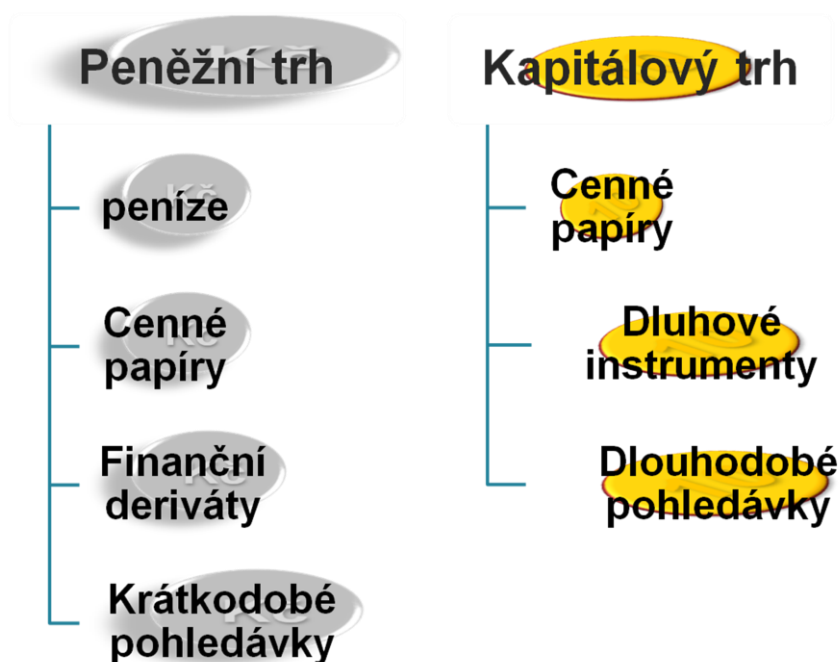 Peněžní trh
peníze
Cenné
papíry
Finanční
deriváty
Krátkodobé
pohledávky
Kapitálový trh
Cenné
papíry
Dluhové
instrumenty
Dlouhodobé
pohledávky